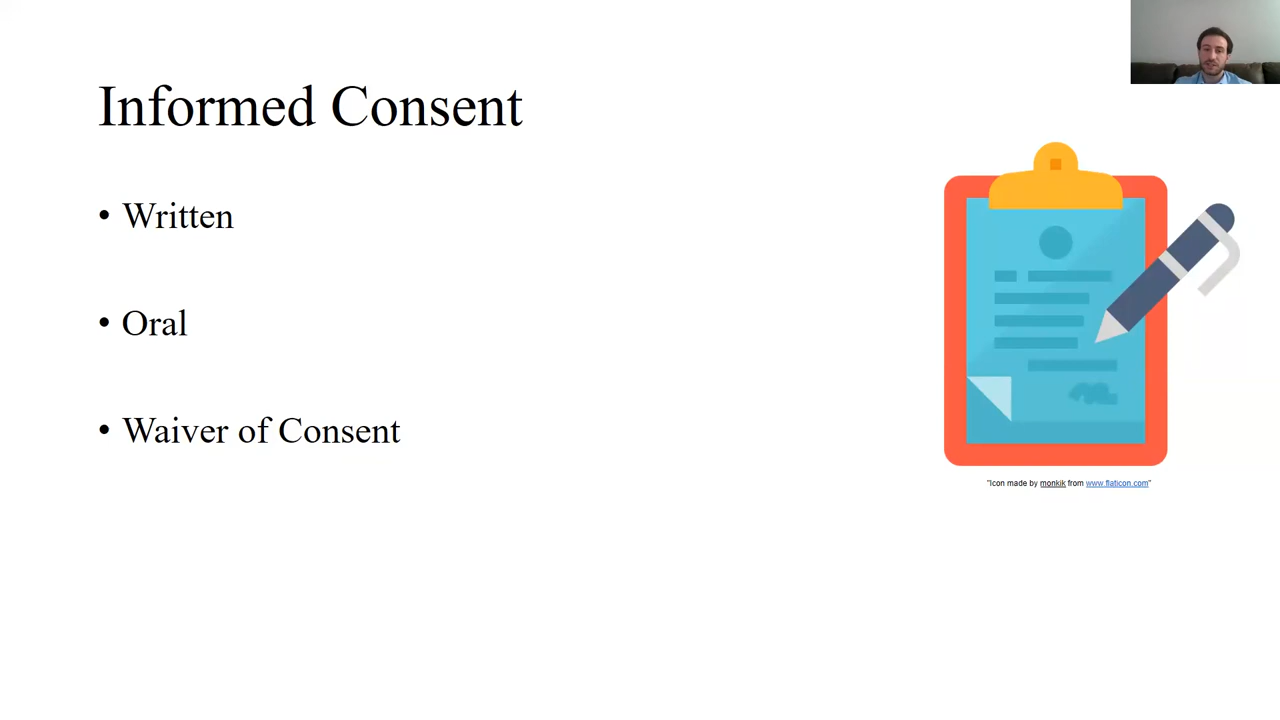 Informed Consent
• Written
• Oral
• Waiver of Consent
"Icon made by monkik from www.flaticon.com"